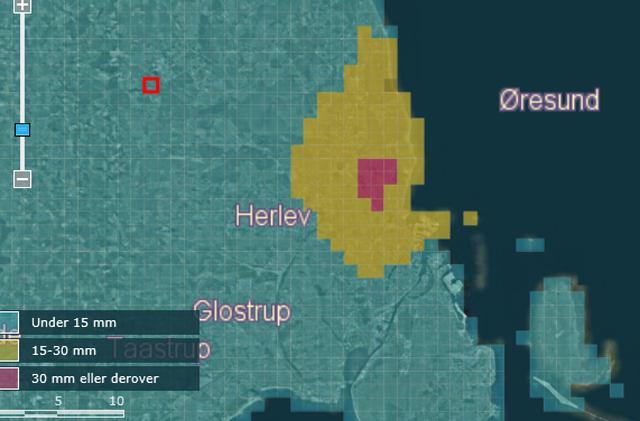 Øresund
Herlev
Glostrup
Taastrup
Under 15 mm
15-30 mm
30 mm eller derover
5 10